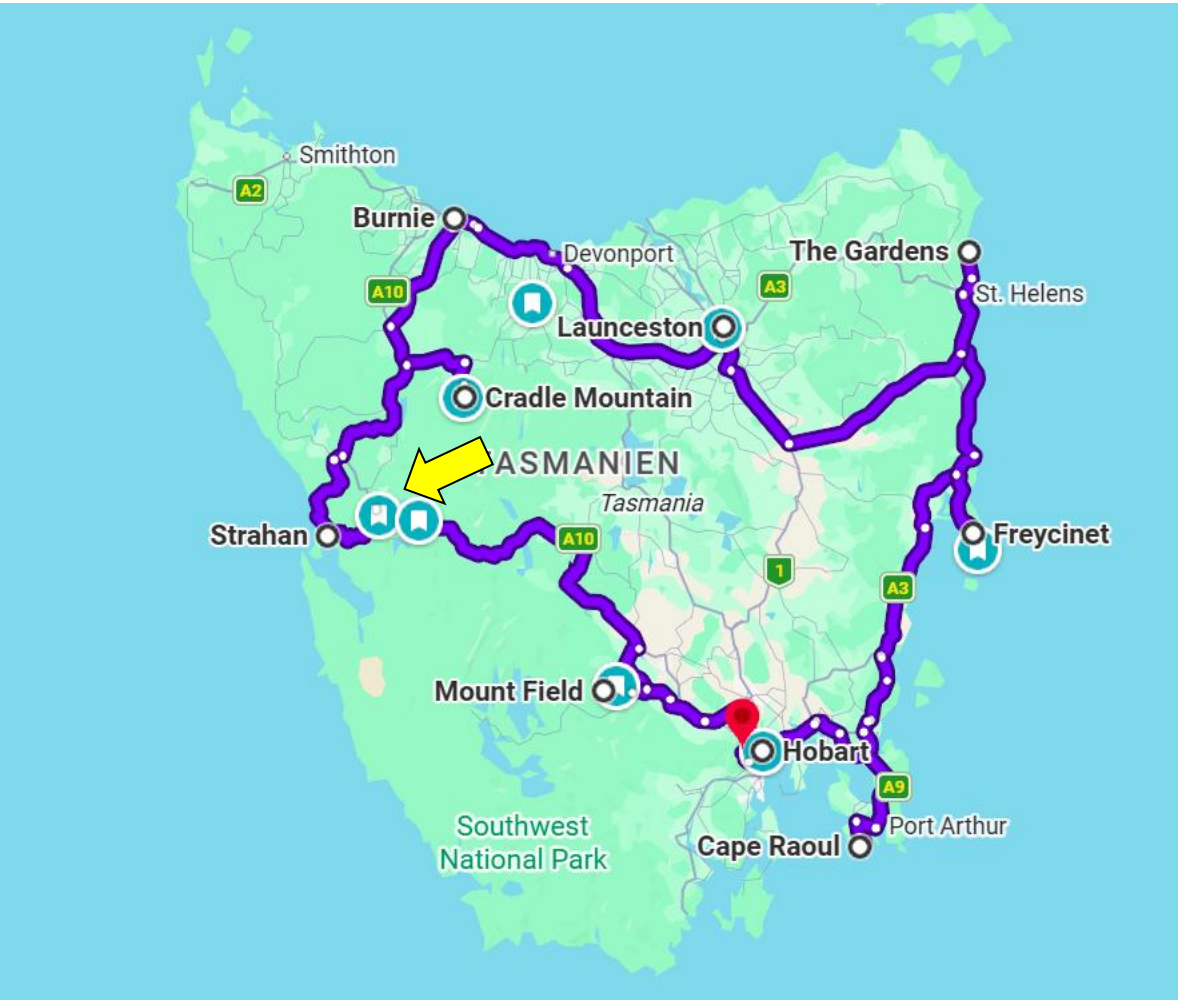 Smithton
A2
Burnie
Devonport
The Gardens
A10
A3
St. Helens
Launceston
Cradle Mountain
TASMANIEN
Tasmania
Strahan
A10
Freycinet
1
A3
Mount Field
Hobart
A9
Southwest
National Park
Port Arthur
Cape Raoul